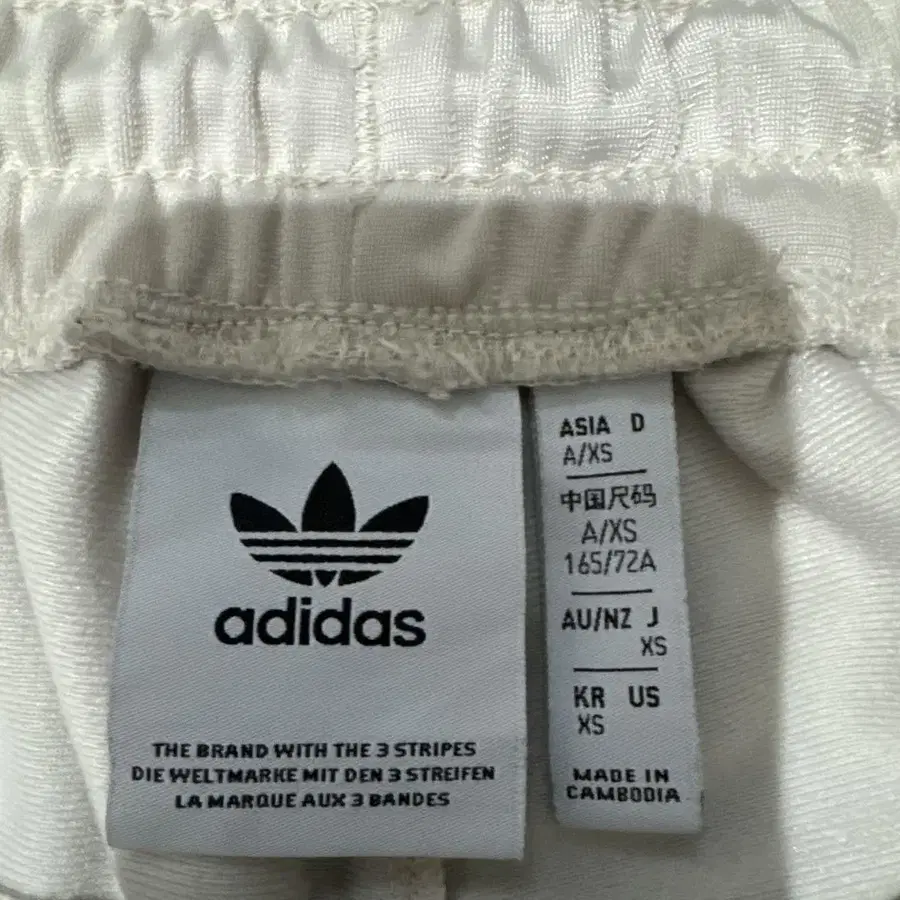 adidas
THE BRAND WITH THE 3 STRIPES
DIE WELTMARKE MIT DEN 3 STREIFEN
LA MARQUE AUX 3 BANDES
ASIA D
A/XS
中国尺码
A/XS
165/72A
AU/NZ J
XS
KR US
XS
MADE IN
CAMBODIA